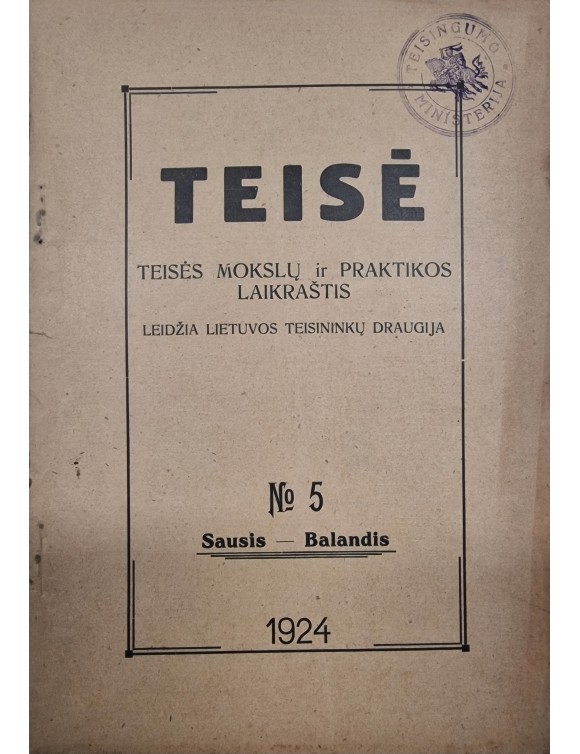 TEISINGUMO
MINISTERIJA
TEISĖ
TEISĖS MOKSLŲ ir PRAKTIKOS
LAIKRAŠTIS
LEIDŽIA LIETUVOS TEISININKŲ DRAUGIJA
№ 5
Sausis — Balandis
1924